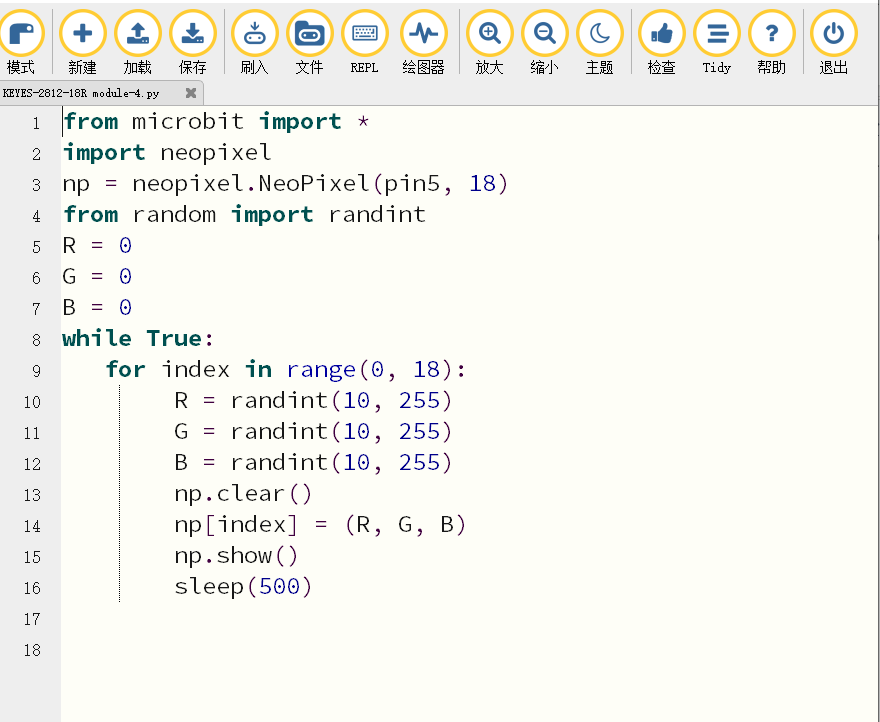 模式 新建 加载 保存 刷入 文件 REPL 绘图器 放大 缩小 主题 检查 Tidy 帮助 退出
KEYES-2812-18R module-4.py
1 from microbit import *
2 import neopixel
3 np = neopixel.NeoPixel(pin5, 18)
4 from random import randint
5 R = 0
6 G = 0
7 B = 0
8 while True:
9    for index in range(0, 18):
10         R = randint(10, 255)
11         G = randint(10, 255)
12         B = randint(10, 255)
13         np.clear()
14         np[index] = (R, G, B)
15         np.show()
16         sleep(500)
17
18